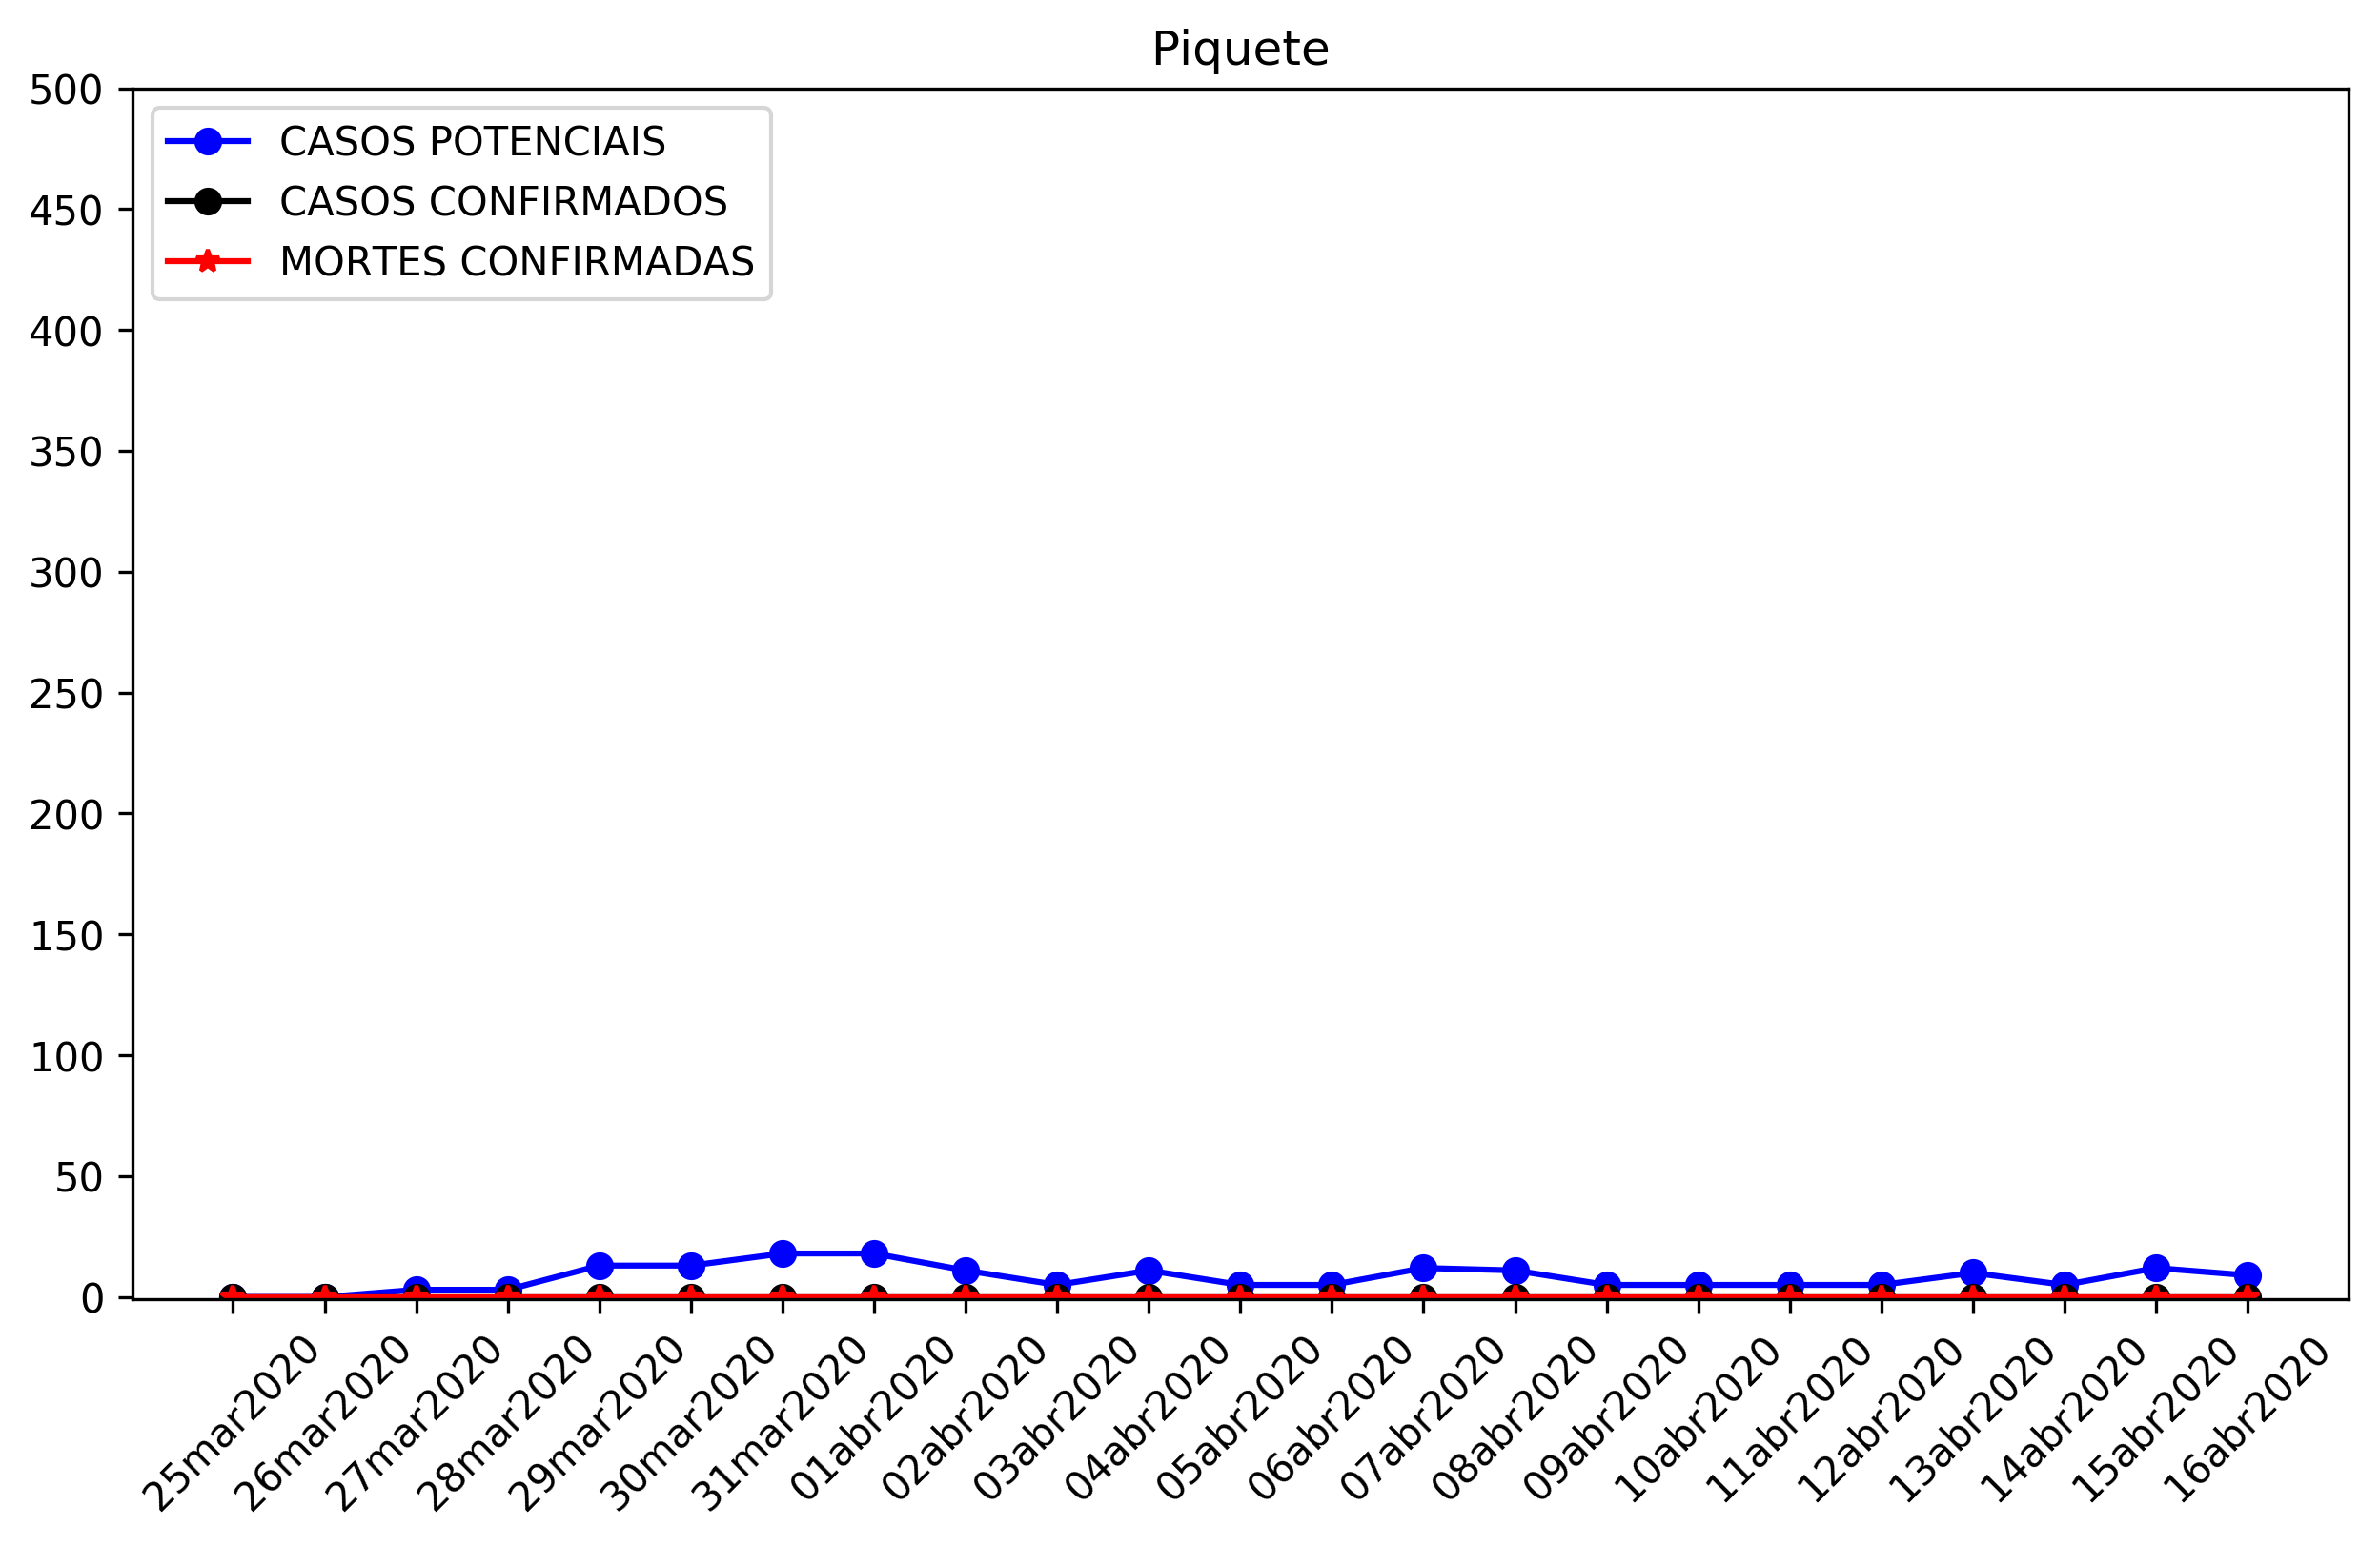 Piquete
500
450
400
350
300
250
200
150
100
50
0
CASOS POTENCIAIS
CASOS CONFIRMADOS
MORTES CONFIRMADAS
25mar2020
26mar2020
27mar2020
28mar2020
29mar2020
30mar2020
31mar2020
01abr2020
02abr2020
03abr2020
04abr2020
05abr2020
06abr2020
07abr2020
08abr2020
09abr2020
10abr2020
11abr2020
12abr2020
13abr2020
14abr2020
15abr2020
16abr2020